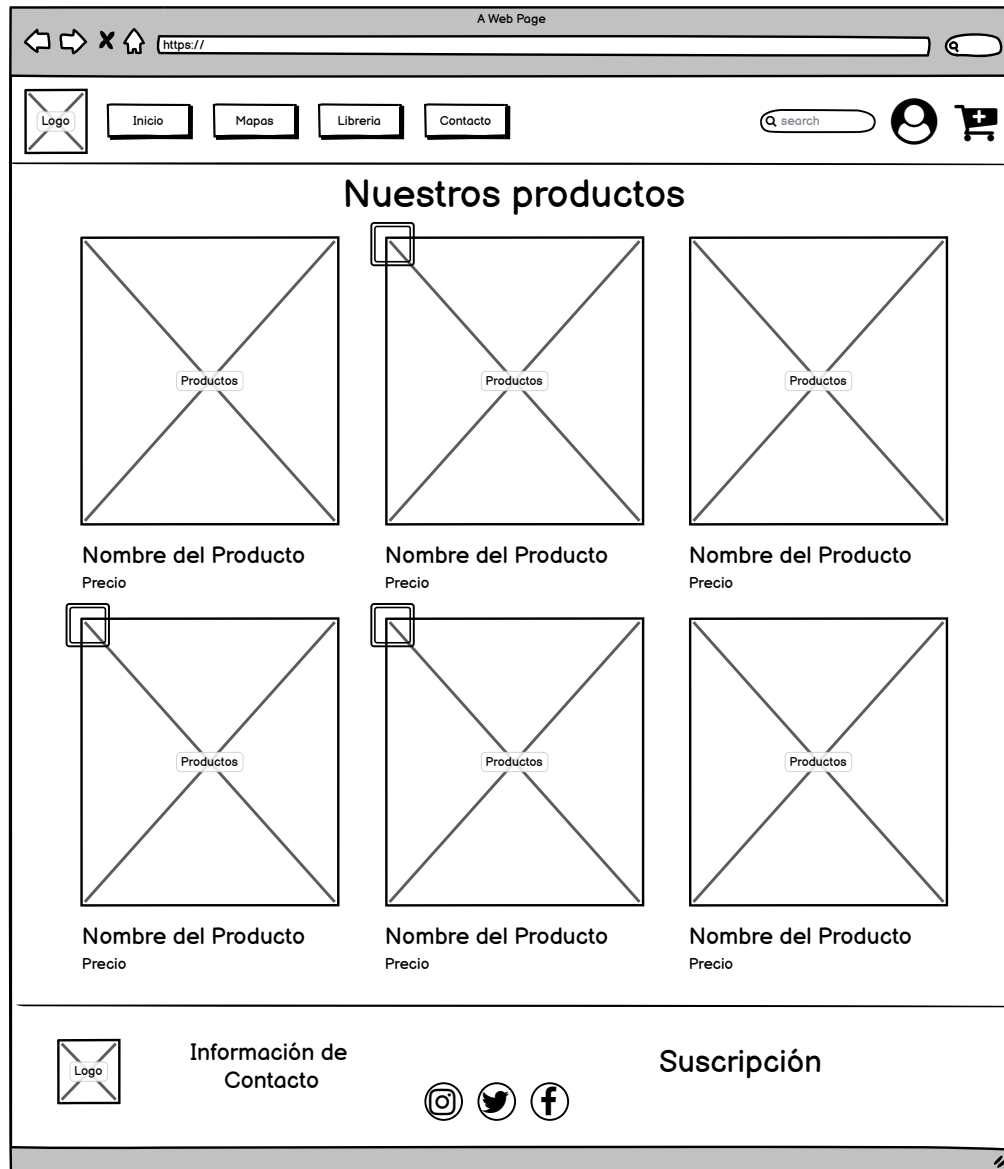 A Web Page
https://
Logo
Inicio
Mapas
Libreria
Contacto
search
Nuestros productos
Productos
Productos
Productos
Nombre del Producto
Nombre del Producto
Nombre del Producto
Precio
Precio
Precio
Productos
Productos
Productos
Nombre del Producto
Nombre del Producto
Nombre del Producto
Precio
Precio
Precio
Logo
Información de
Contacto
Suscripción